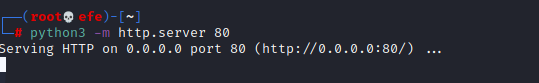 ┌──(root💀efe)-[~]
└─# python3 -m http.server 80
Serving HTTP on 0.0.0.0 port 80 (http://0.0.0.0:80/) ...